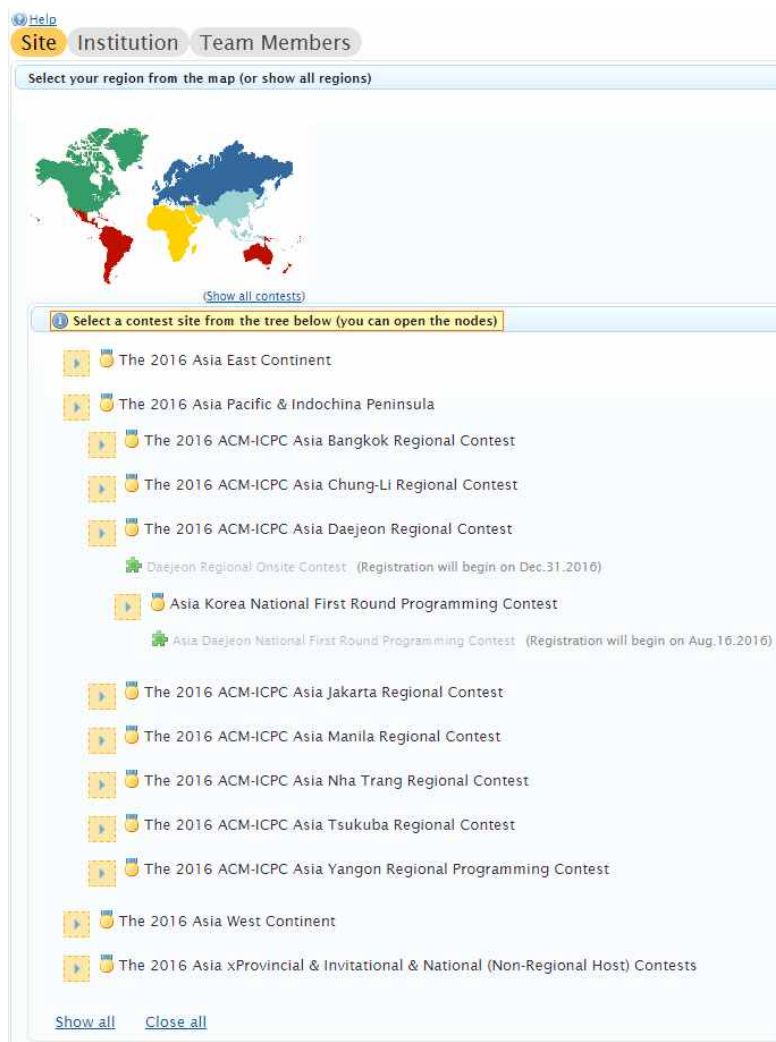 Help
Site Institution Team Members
Select your region from the map (or show all regions)
(Show all contests)
Select a contest site from the tree below (you can open the nodes)
The 2016 Asia East Continent
The 2016 Asia Pacific & Indochina Peninsula
The 2016 ACM-ICPC Asia Bangkok Regional Contest
The 2016 ACM-ICPC Asia Chung-Li Regional Contest
The 2016 ACM-ICPC Asia Daejeon Regional Contest
Daejeon Regional Onsite Contest (Registration will begin on Dec.31.2016)
Asia Korea National First Round Programming Contest
Asia Daejeon National First Round Programming Contest (Registration will begin on Aug.16.2016)
The 2016 ACM-ICPC Asia Jakarta Regional Contest
The 2016 ACM-ICPC Asia Manila Regional Contest
The 2016 ACM-ICPC Asia Nha Trang Regional Contest
The 2016 ACM-ICPC Asia Tsukuba Regional Contest
The 2016 ACM-ICPC Asia Yangon Regional Programming Contest
The 2016 Asia West Continent
The 2016 Asia xProvincial & Invitational & National (Non-Regional Host) Contests
Show all Close all